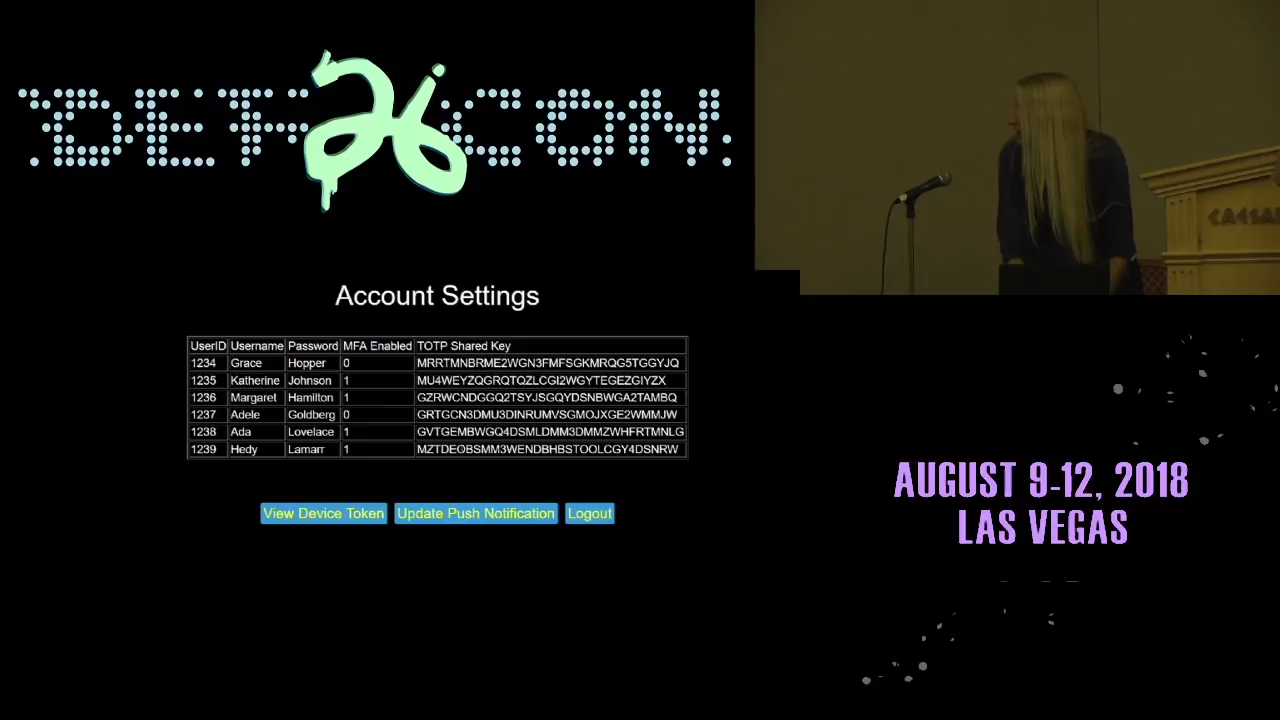 DEF 26 CON
CAESA
Account Settings
UserID Username Password MFA Enabled TOTP Shared Key
1234 Grace Hopper 0 MRRTMNBRME2WGN3FMFSGKMRQG5TGGYJQ
1235 Katherine Johnson 1 MU4WEYZQGRQTQZLCGI2WGYTEGEZGIYZX
1236 Margaret Hamilton 1 GZRWCNDGGQ2TSYJSGQYDSNBWGA2TAMBQ
1237 Adele Goldberg 0 GRTGCN3DMU3DINRUMVSGMOJXGE2WMMJW
1238 Ada Lovelace 1 GVTGEMBWGQ4DSMLDMM3DMMZWHFRTMNLG
1239 Hedy Lamarr 1 MZTDEOBSMM3WENDBHBSTOOLCGY4DSNRW
View Device Token Update Push Notification Logout
AUGUST 9-12, 2018
LAS VEGAS